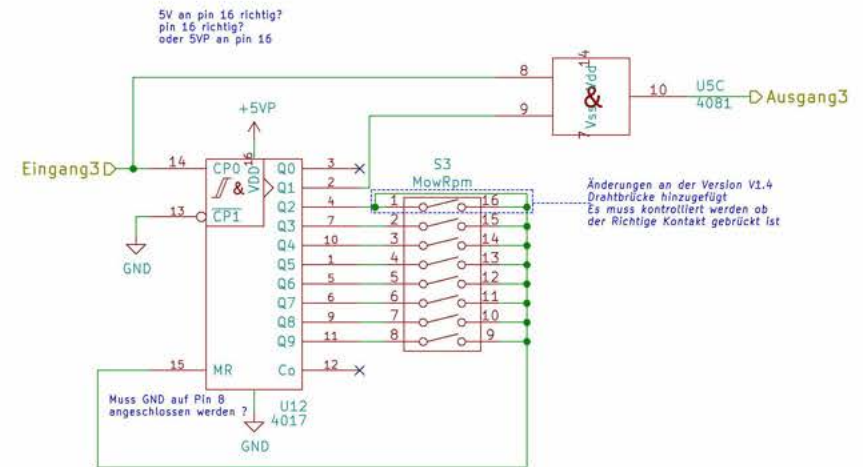 5V an pin 16 richtig?
pin 16 richtig?
oder 5VP an pin 16
+5VP
Eingang3
14
CP0
&
VDD
16
Q0
3
Q1
2
Q2
4
13
CP1
Q3
7
Q4
10
Q5
1
Q6
5
Q7
6
Q8
9
Q9
11
15
MR
Co
12
GND
U12
4017
GND
Muss GND auf Pin 8
angeschlossen werden ?
S3
MowRpm
1
16
2
15
3
14
4
13
5
12
6
11
7
10
8
9
8
9
14
Vdd
&
Vss
7
10
U5C
4081
Ausgang3
Änderungen an der Version V1.4
Drahtbrücke hinzugefügt
Es muss kontrolliert werden ob
der Richtige Kontakt gebrückt ist